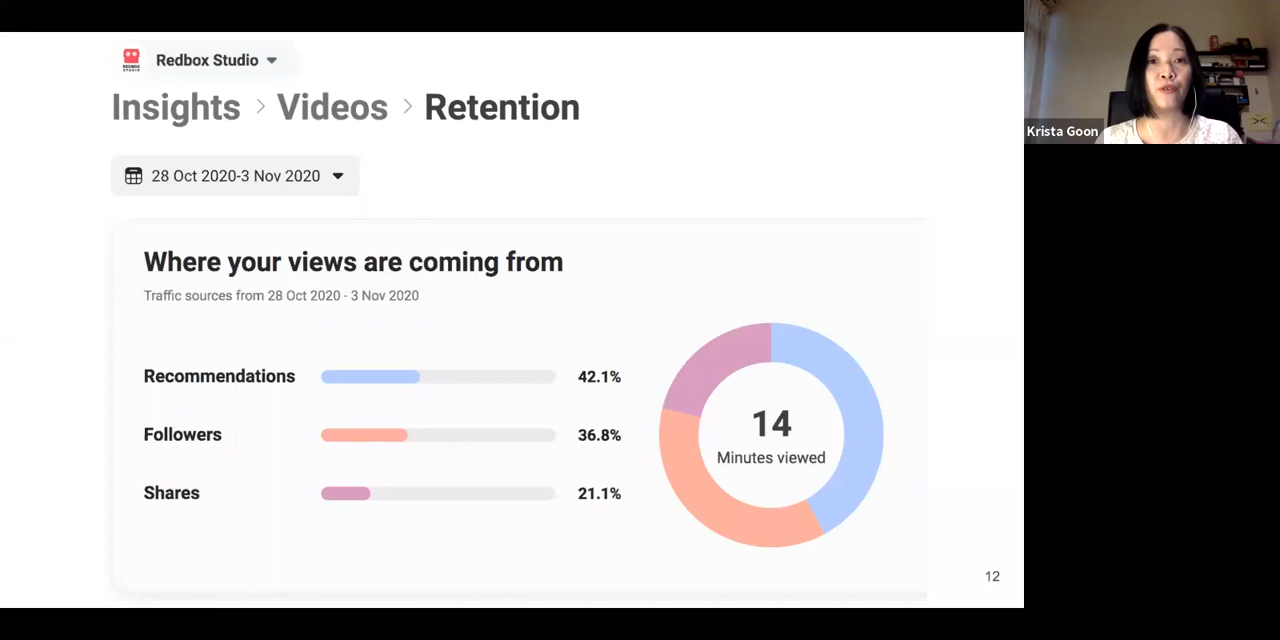 Redbox Studio
REDBOX
STUDIO
Insights > Videos > Retention
28 Oct 2020-3 Nov 2020
Where your views are coming from
Traffic sources from 28 Oct 2020 - 3 Nov 2020
Recommendations 42.1%
Followers 36.8%
Shares 21.1%
14
Minutes viewed
12
Krista Goon